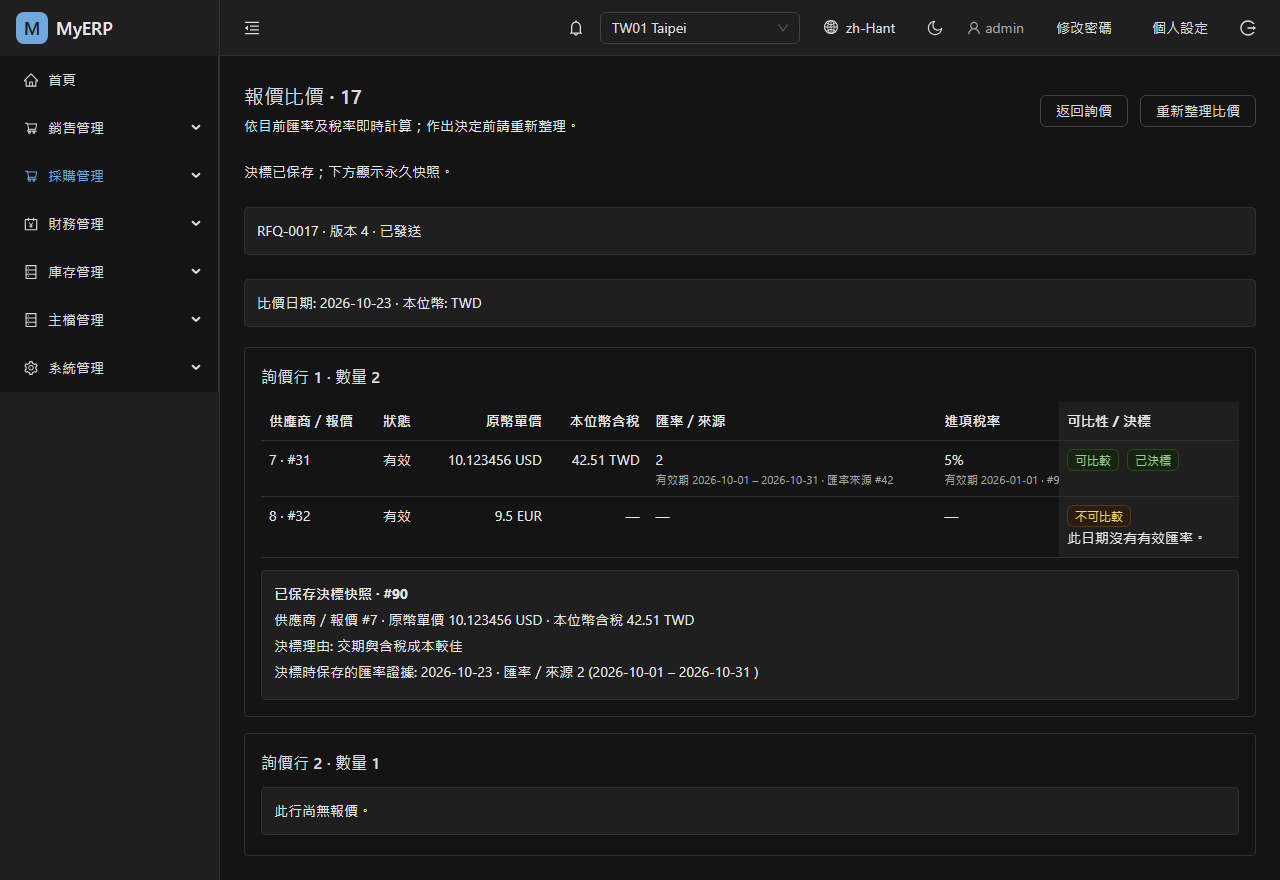 M MyERP
TW01 Taipei
zh-Hant
admin
修改密碼
個人設定
首頁
銷售管理
採購管理
財務管理
庫存管理
主檔管理
系統管理
報價比價 · 17
依目前匯率及稅率即時計算；作出決定前請重新整理。
返回詢價
重新整理比價
決標已保存；下方顯示永久快照。
RFQ-0017 · 版本 4 · 已發送
比價日期: 2026-10-23 · 本位幣: TWD
詢價行 1 · 數量 2
供應商 / 報價 狀態 原幣單價 本位幣含稅 匯率 / 來源 進項稅率 可比性 / 決標
7 · #31 有效 10.123456 USD 42.51 TWD 2 5% 可比較 已決標
有效期 2026-10-01 – 2026-10-31 · 匯率來源 #42 有效期 2026-01-01 · #9
8 · #32 有效 9.5 EUR — — — 不可比較
此日期沒有有效匯率。
已保存決標快照 · #90
供應商 / 報價 #7 · 原幣單價 10.123456 USD · 本位幣含稅 42.51 TWD
決標理由: 交期與含稅成本較佳
決標時保存的匯率證據: 2026-10-23 · 匯率 / 來源 2 (2026-10-01 – 2026-10-31 )
詢價行 2 · 數量 1
此行尚無報價。